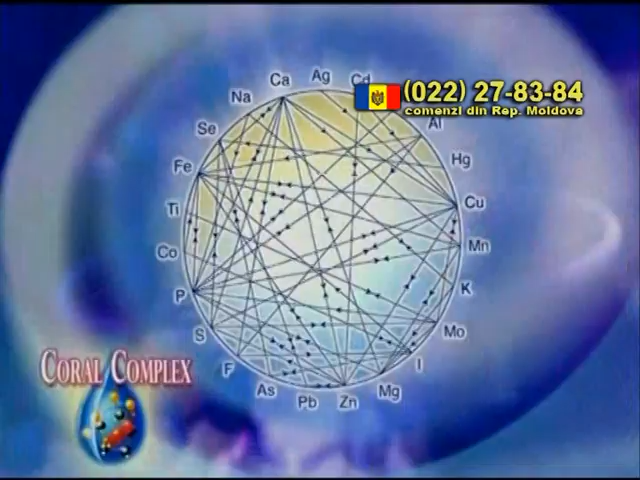 (022) 27-83-84
comenzi din Rep. Moldova
Ca
Ag
Cd
Na
Al
Se
Hg
Fe
Cu
Ti
Mn
Co
K
P
Mo
S
I
F
Mg
As
Pb
Zn
CORAL COMPLEX